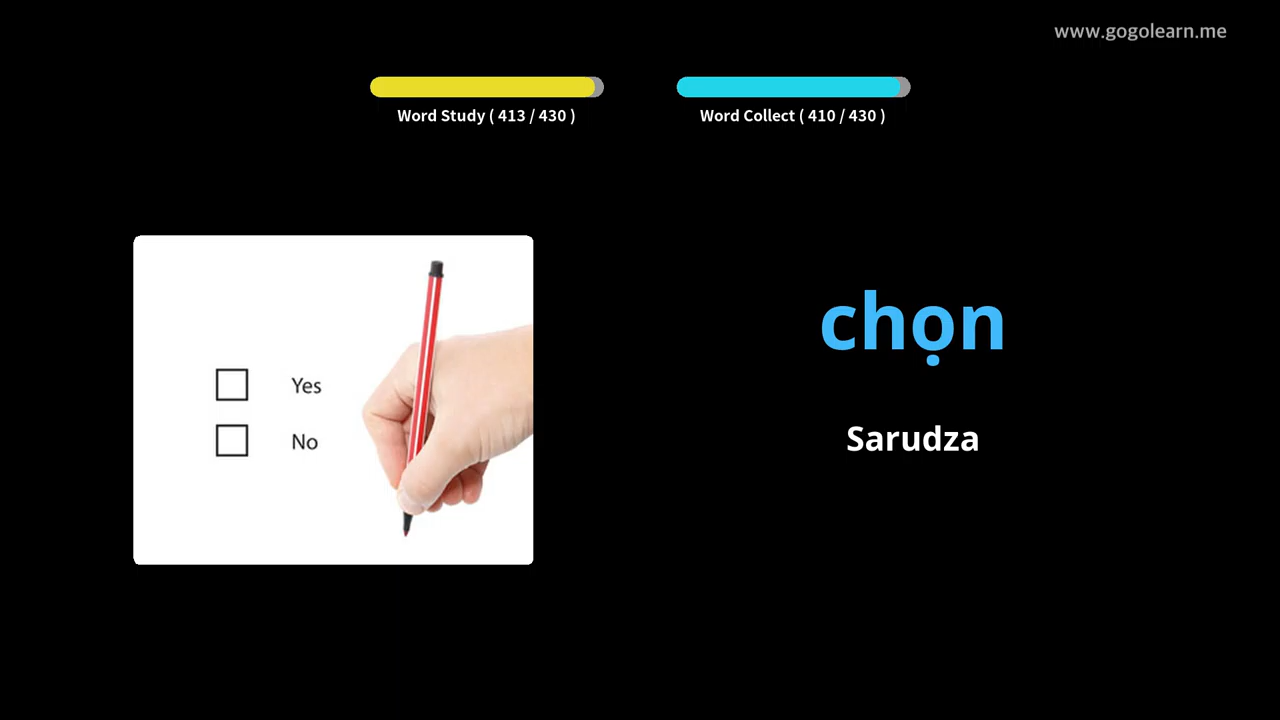 www.gogolearn.me
Word Study ( 413 / 430 )
Word Collect ( 410 / 430 )
Yes
No
chọn
Sarudza